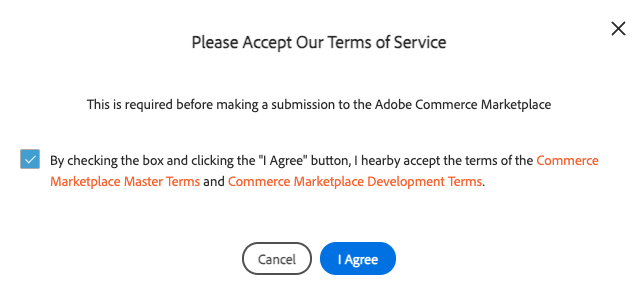 Please Accept Our Terms of Service
This is required before making a submission to the Adobe Commerce Marketplace
By checking the box and clicking the "I Agree" button, I hearby accept the terms of the Commerce
Marketplace Master Terms and Commerce Marketplace Development Terms.
Cancel
I Agree